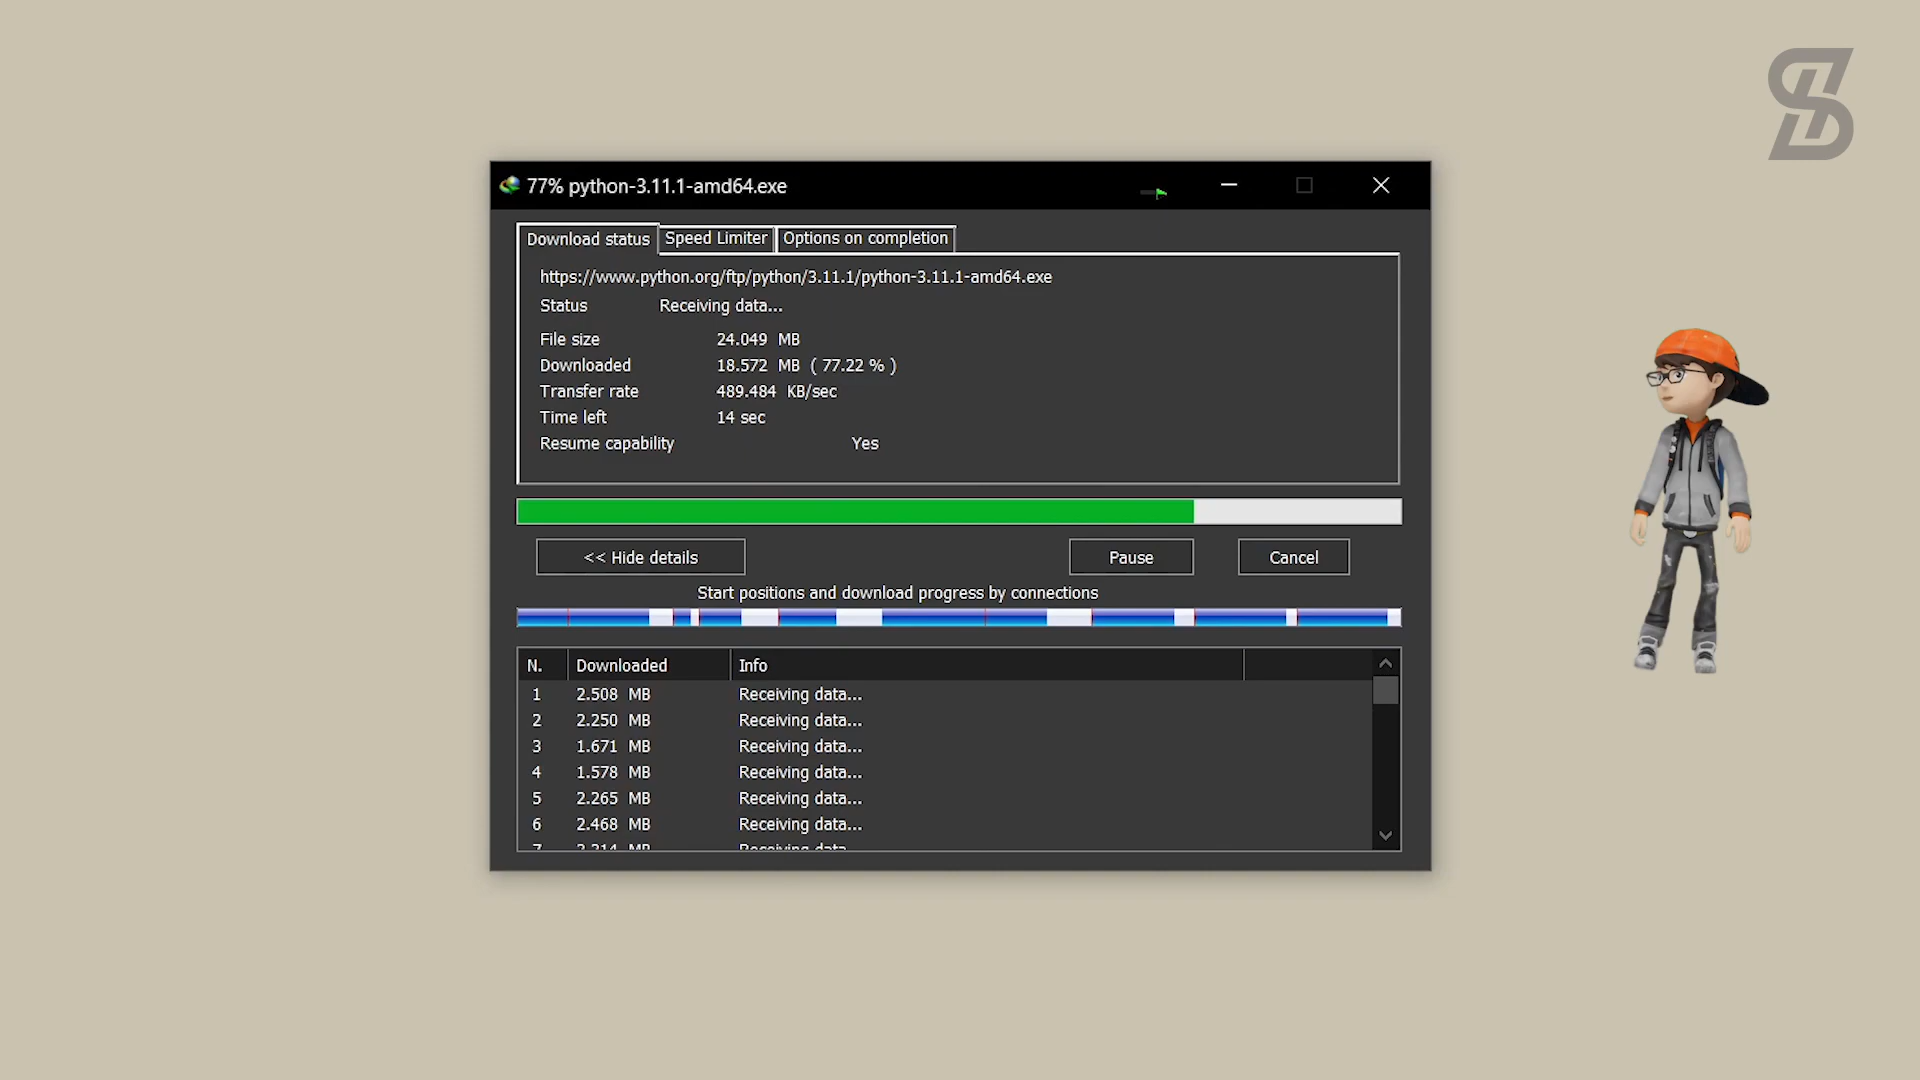 77% python-3.11.1-amd64.exe
Download status Speed Limiter Options on completion
https://www.python.org/ftp/python/3.11.1/python-3.11.1-amd64.exe
Status Receiving data...
File size 24.049 MB
Downloaded 18.572 MB ( 77.22 % )
Transfer rate 489.484 KB/sec
Time left 14 sec
Resume capability Yes
<< Hide details Pause Cancel
Start positions and download progress by connections
N. Downloaded Info
1 2.508 MB Receiving data...
2 2.250 MB Receiving data...
3 1.671 MB Receiving data...
4 1.578 MB Receiving data...
5 2.265 MB Receiving data...
6 2.468 MB Receiving data...
7 MB Receiving data...